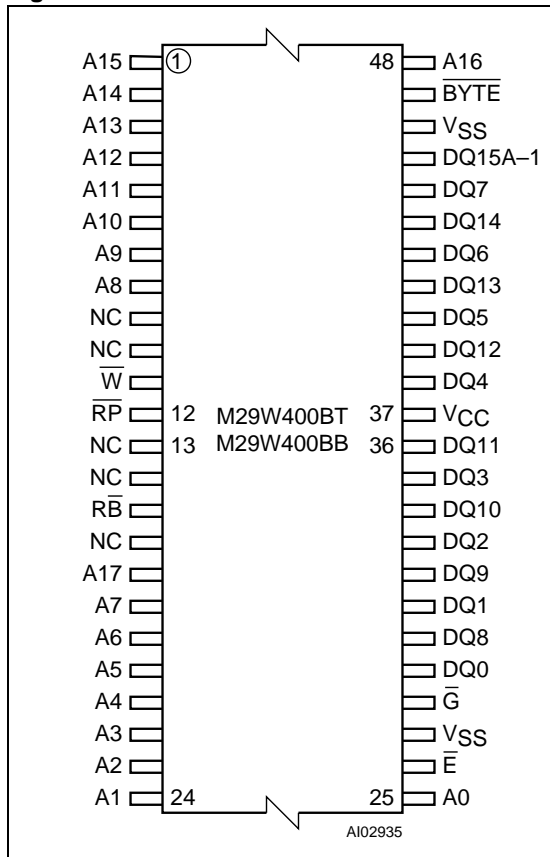 A15 1 48 A16
A14 B̅Y̅T̅E̅
A13 VSS
A12 DQ15A–1
A11 DQ7
A10 DQ14
A9 DQ6
A8 DQ13
NC DQ5
NC DQ12
W̅ DQ4
R̅P̅ 12 M29W400BT 37 VCC
NC 13 M29W400BB 36 DQ11
NC DQ3
RB̅ DQ10
NC DQ2
A17 DQ9
A7 DQ1
A6 DQ8
A5 DQ0
A4 G̅
A3 VSS
A2 E̅
A1 24 25 A0
AI02935